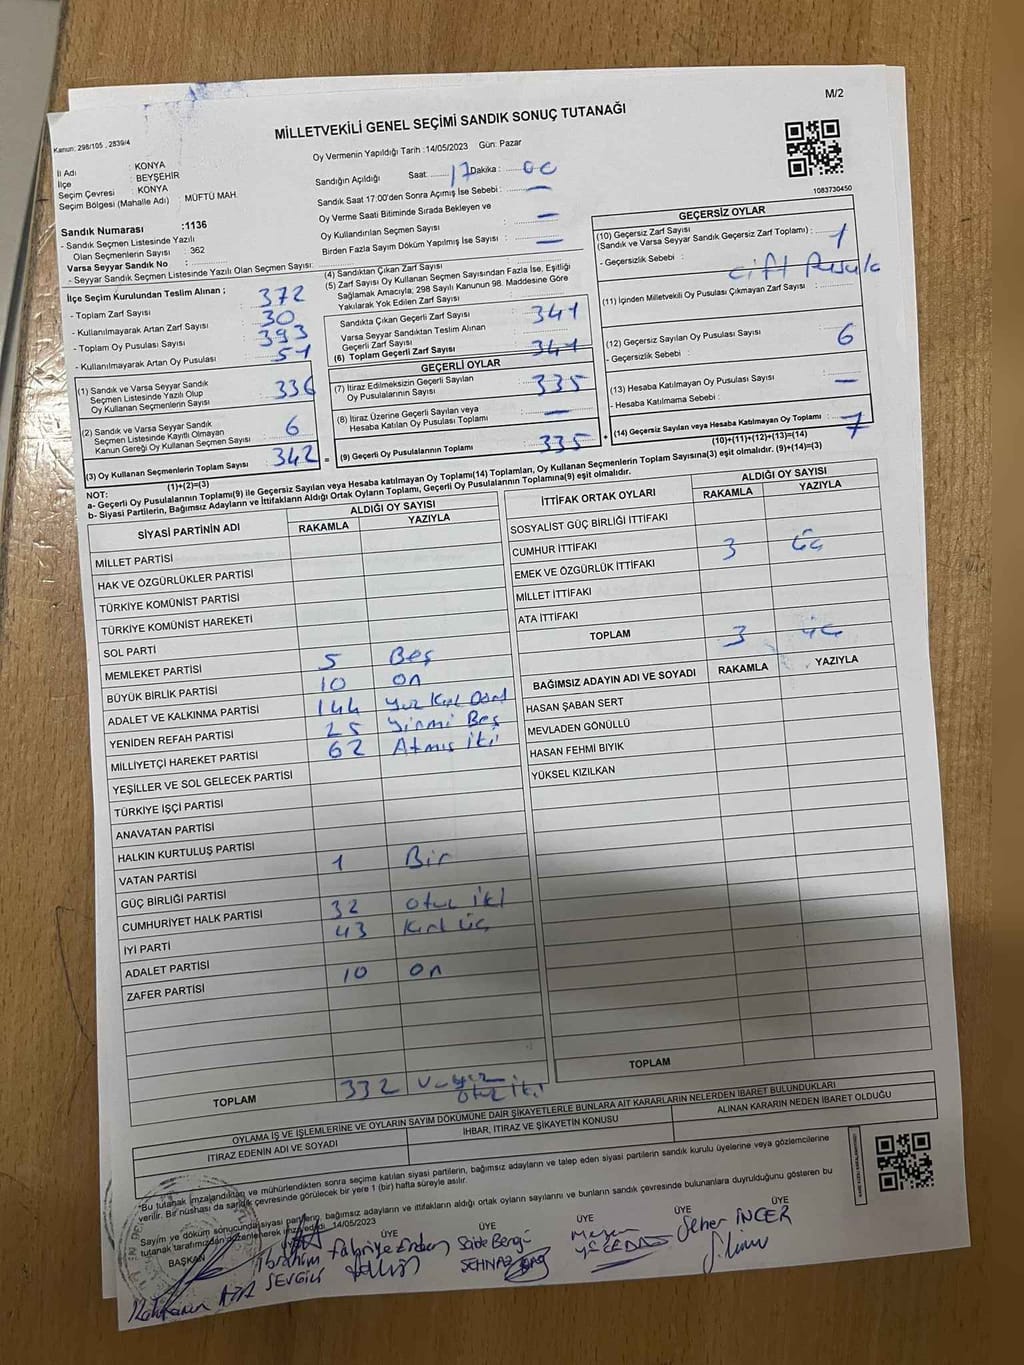 M/2
MİLLETVEKİLİ GENEL SEÇİMİ SANDIK SONUÇ TUTANAĞI
Kanun: 298/105 , 2839/4
İl Adı : KONYA
İlçe : BEYŞEHİR
Seçim Çevresi : KONYA
Seçim Bölgesi (Mahalle Adı) : MÜFTÜ MAH.
Oy Vermenin Yapıldığı Tarih :14/05/2023 Gün: Pazar
Sandığın Açıldığı Saat 17 Dakika : 00
Sandık Saat 17:00'den Sonra Açımış İse Sebebi : —
Oy Verme Saati Bitiminde Sırada Bekleyen ve
Oy Kullandırılan Seçmen Sayısı : —
Birden Fazla Sayım Döküm Yapılmış İse Sayısı : —
1083730450
Sandık Numarası :1136
- Sandık Seçmen Listesinde Yazılı
Olan Seçmenlerin Sayısı : 362
Varsa Seyyar Sandık No :
- Seyyar Sandık Seçmen Listesinde Yazılı Olan Seçmen Sayısı:
İlçe Seçim Kurulundan Teslim Alınan ;
- Toplam Zarf Sayısı : 372
- Kullanılmayarak Artan Zarf Sayısı : 30
- Toplam Oy Pusulası Sayısı : 393
- Kullanılmayarak Artan Oy Pusulası : 51
(1) Sandık ve Varsa Seyyar Sandık
Seçmen Listesinde Yazılı Olup
Oy Kullanan Seçmenlerin Sayısı : 336
(2) Sandık ve Varsa Seyyar Sandık
Seçmen Listesinde Kayıtlı Olmayan
Kanun Gereği Oy Kullanan Seçmen Sayısı : 6
(3) Oy Kullanan Seçmenlerin Toplam Sayısı 342
(1)+(2)=(3)
(4) Sandıktan Çıkan Zarf Sayısı :
(5) Zarf Sayısı Oy Kullanan Seçmen Sayısından Fazla İse, Eşitliği
Sağlamak Amacıyla, 298 Sayılı Kanunun 98. Maddesine Göre
Yakılarak Yok Edilen Zarf Sayısı :
Sandıkta Çıkan Geçerli Zarf Sayısı : 341
Varsa Seyyar Sandıktan Teslim Alınan
Geçerli Zarf Sayısı :
(6) Toplam Geçerli Zarf Sayısı : 341
GEÇERLİ OYLAR
(7) İtiraz Edilmeksizin Geçerli Sayılan
Oy Pusulalarının Sayısı : 335
(8) İtiraz Üzerine Geçerli Sayılan veya
Hesaba Katılan Oy Pusulası Toplamı : —
= (9) Geçerli Oy Pusulalarının Toplamı : 335
GEÇERSİZ OYLAR
(10) Geçersiz Zarf Sayısı
(Sandık ve Varsa Seyyar Sandık Geçersiz Zarf Toplamı) : 1
- Geçersizlik Sebebi : Çift Pusula
(11) İçinden Milletvekili Oy Pusulası Çıkmayan Zarf Sayısı :
(12) Geçersiz Sayılan Oy Pusulası Sayısı : 6
- Geçersizlik Sebebi :
(13) Hesaba Katılmayan Oy Pusulası Sayısı : —
- Hesaba Katılmama Sebebi :
+ (14) Geçersiz Sayılan veya Hesaba Katılmayan Oy Toplamı : 7
(10)+(11)+(12)+(13)=(14)
NOT:
a- Geçerli Oy Pusulalarının Toplamı(9) ile Geçersiz Sayılan veya Hesaba Katılmayan Oy Toplamı(14) Toplamları, Oy Kullanan Seçmenlerin Toplam Sayısına(3) eşit olmalıdır. (9)+(14)=(3)
b- Siyasi Partilerin, Bağımsız Adayların ve İttifakların Aldığı Ortak Oyların Toplamı, Geçerli Oy Pusulalarının Toplamına(9) eşit olmalıdır.
SİYASİ PARTİNİN ADI ALDIĞI OY SAYISI
RAKAMLA YAZIYLA
MİLLET PARTİSİ
HAK VE ÖZGÜRLÜKLER PARTİSİ
TÜRKİYE KOMÜNİST PARTİSİ
TÜRKİYE KOMÜNİST HAREKETİ
SOL PARTİ
MEMLEKET PARTİSİ 5 Beş
BÜYÜK BİRLİK PARTİSİ 10 on
ADALET VE KALKINMA PARTİSİ 144 Yüz Kırk Dört
YENİDEN REFAH PARTİSİ 25 Yirmi Beş
MİLLİYETÇİ HAREKET PARTİSİ 62 Atmış iki
YEŞİLLER VE SOL GELECEK PARTİSİ
TÜRKİYE İŞÇİ PARTİSİ
ANAVATAN PARTİSİ
HALKIN KURTULUŞ PARTİSİ
VATAN PARTİSİ 1 Bir
GÜÇ BİRLİĞİ PARTİSİ
CUMHURİYET HALK PARTİSİ 32 otuz iki
İYİ PARTİ 43 Kırk üç
ADALET PARTİSİ
ZAFER PARTİSİ 10 on
TOPLAM 332 üçyüz otuz iki
İTTİFAK ORTAK OYLARI ALDIĞI OY SAYISI
RAKAMLA YAZIYLA
SOSYALİST GÜÇ BİRLİĞİ İTTİFAKI
CUMHUR İTTİFAKI 3 üç
EMEK VE ÖZGÜRLÜK İTTİFAKI
MİLLET İTTİFAKI
ATA İTTİFAKI
TOPLAM 3 üç
BAĞIMSIZ ADAYIN ADI VE SOYADI RAKAMLA YAZIYLA
HASAN ŞABAN SERT
MEVLADEN GÖNÜLLÜ
HASAN FEHMİ BIYIK
YÜKSEL KIZILKAN
TOPLAM
OYLAMA İŞ VE İŞLEMLERİNE VE OYLARIN SAYIM DÖKÜMÜNE DAİR ŞİKAYETLERLE BUNLARA AİT KARARLARIN NELERDEN İBARET BULUNDUKLARI
İTİRAZ EDENİN ADI VE SOYADI İHBAR, İTİRAZ VE ŞİKAYETİN KONUSU ALINAN KARARIN NEDEN İBARET OLDUĞU
*Bu tutanak imzalandıktan ve mühürlendikten sonra seçime katılan siyasi partilerin, bağımsız adayların ve talep eden siyasi partilerin sandık kurulu üyelerine veya gözlemcilerine
verilir. Bir nüshası da sandık çevresinde görülecek bir yere 1 (bir) hafta süreyle asılır.
Sayım ve döküm sonucunda siyasi partilerin, bağımsız adayların ve ittifakların aldığı ortak oyların sayılarını ve bunların sandık çevresinde bulunanlara duyrulduğunu gösteren bu
tutanak tarafımızdan düzenlenerek imza edildi. 14/05/2023
BAŞKAN ÜYE ÜYE ÜYE ÜYE ÜYE
İbrahim SEVGİLİ
Fahriye Erden
Seher İNCER